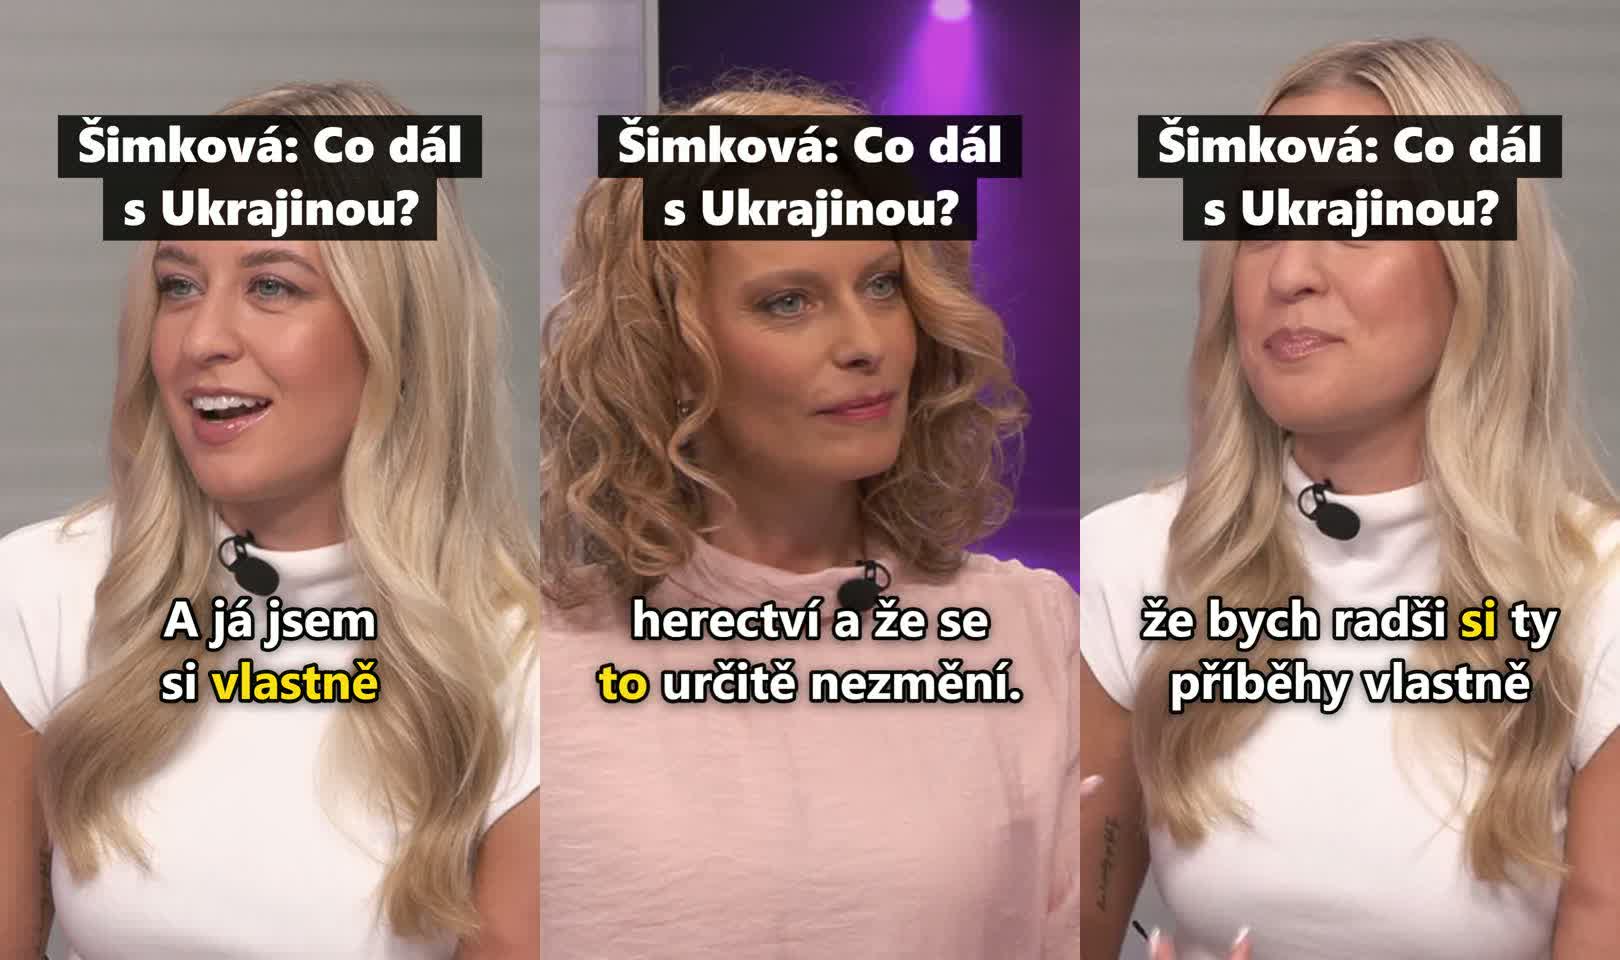 Šimková: Co dál
s Ukrajinou?
A já jsem
si vlastně
Šimková: Co dál
s Ukrajinou?
herectví a že se
to určitě nezmění.
Šimková: Co dál
s Ukrajinou?
že bych radši si ty
příběhy vlastně